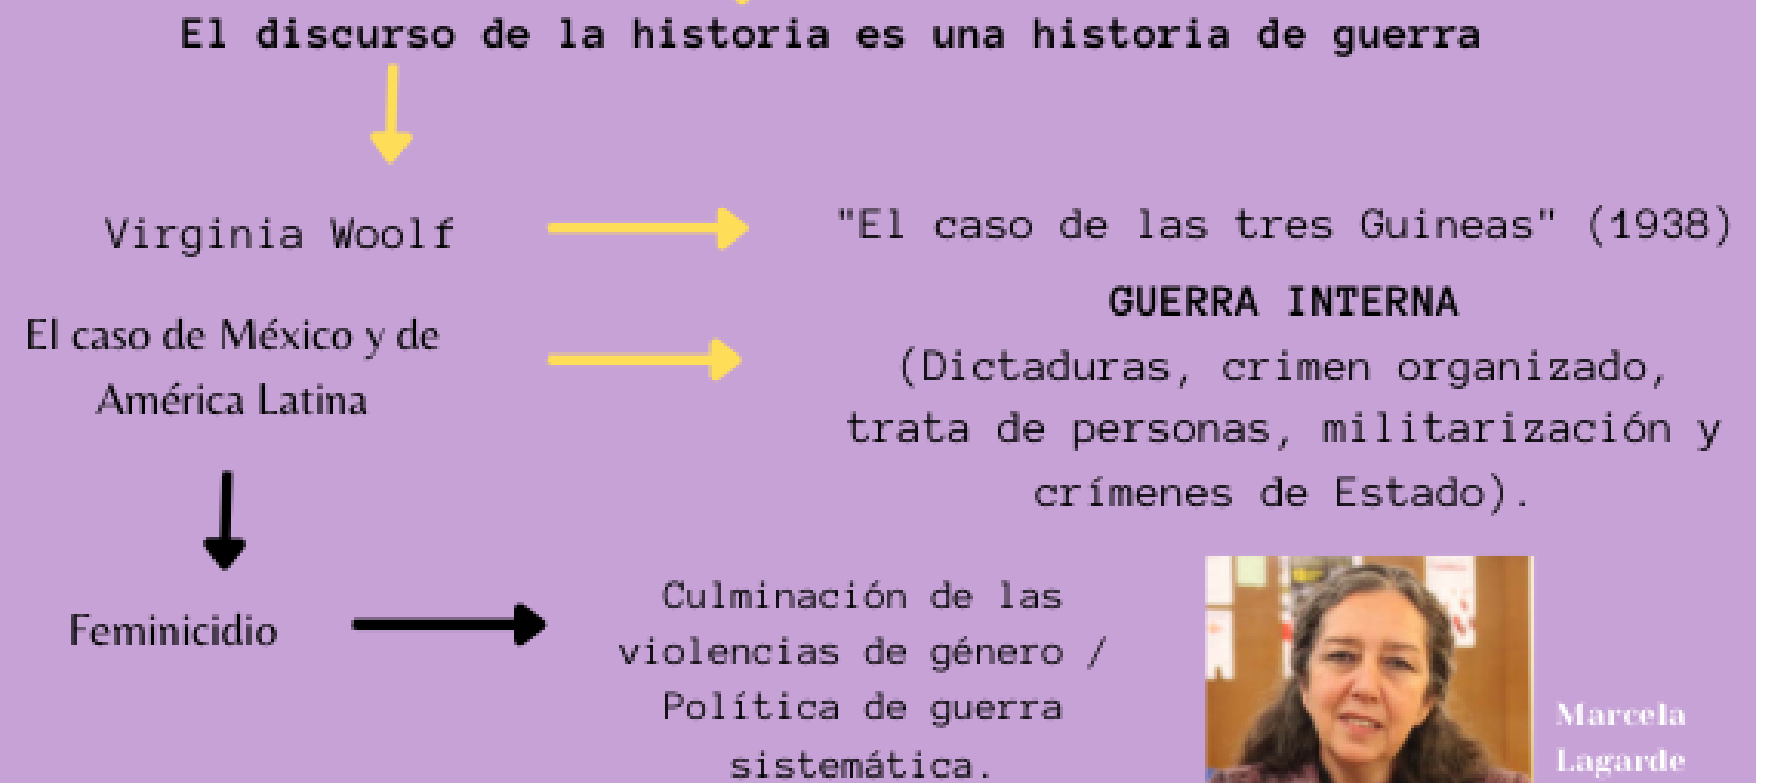 El discurso de la historia es una historia de guerra
Virginia Woolf
"El caso de las tres Guineas" (1938)
El caso de México y de
América Latina
GUERRA INTERNA
(Dictaduras, crimen organizado,
trata de personas, militarización y
crímenes de Estado).
Feminicidio
Culminación de las
violencias de género /
Política de guerra
sistemática.
Marcela
Lagarde